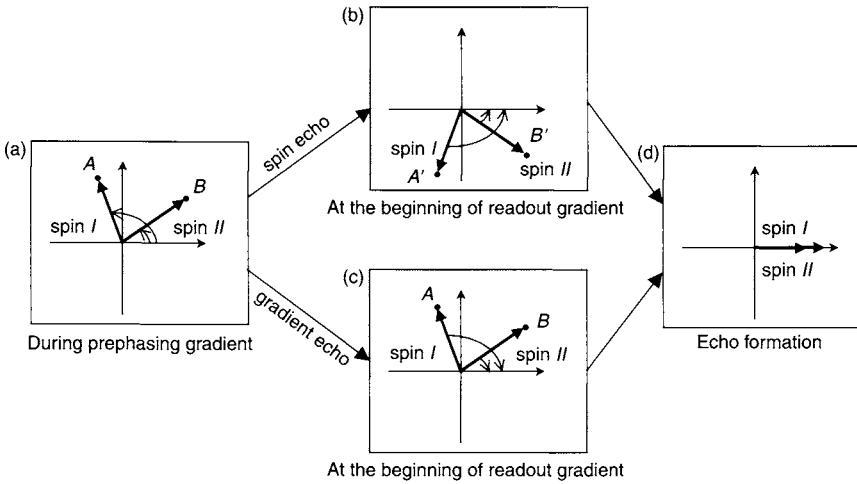 (a)
A
B
spin I
spin II
During prephasing gradient
spin echo
gradient echo
(b)
spin I
B'
A'
spin II
At the beginning of readout gradient
(c)
A
B
spin I
spin II
At the beginning of readout gradient
(d)
spin I
spin II
Echo formation